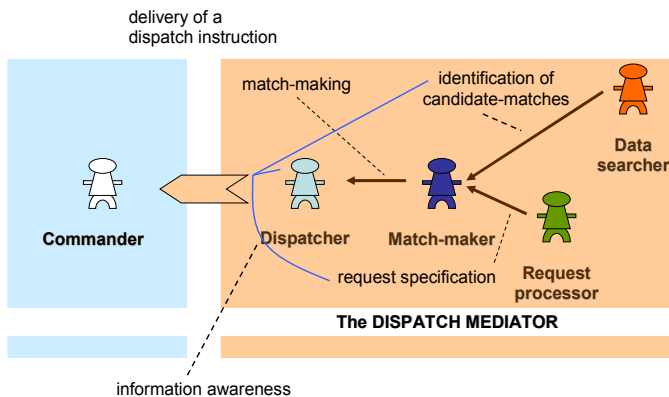 delivery of a
dispatch instruction
match-making
identification of
candidate-matches
Data
searcher
Commander
Dispatcher
Match-maker
request specification
Request
processor
The DISPATCH MEDIATOR
information awareness